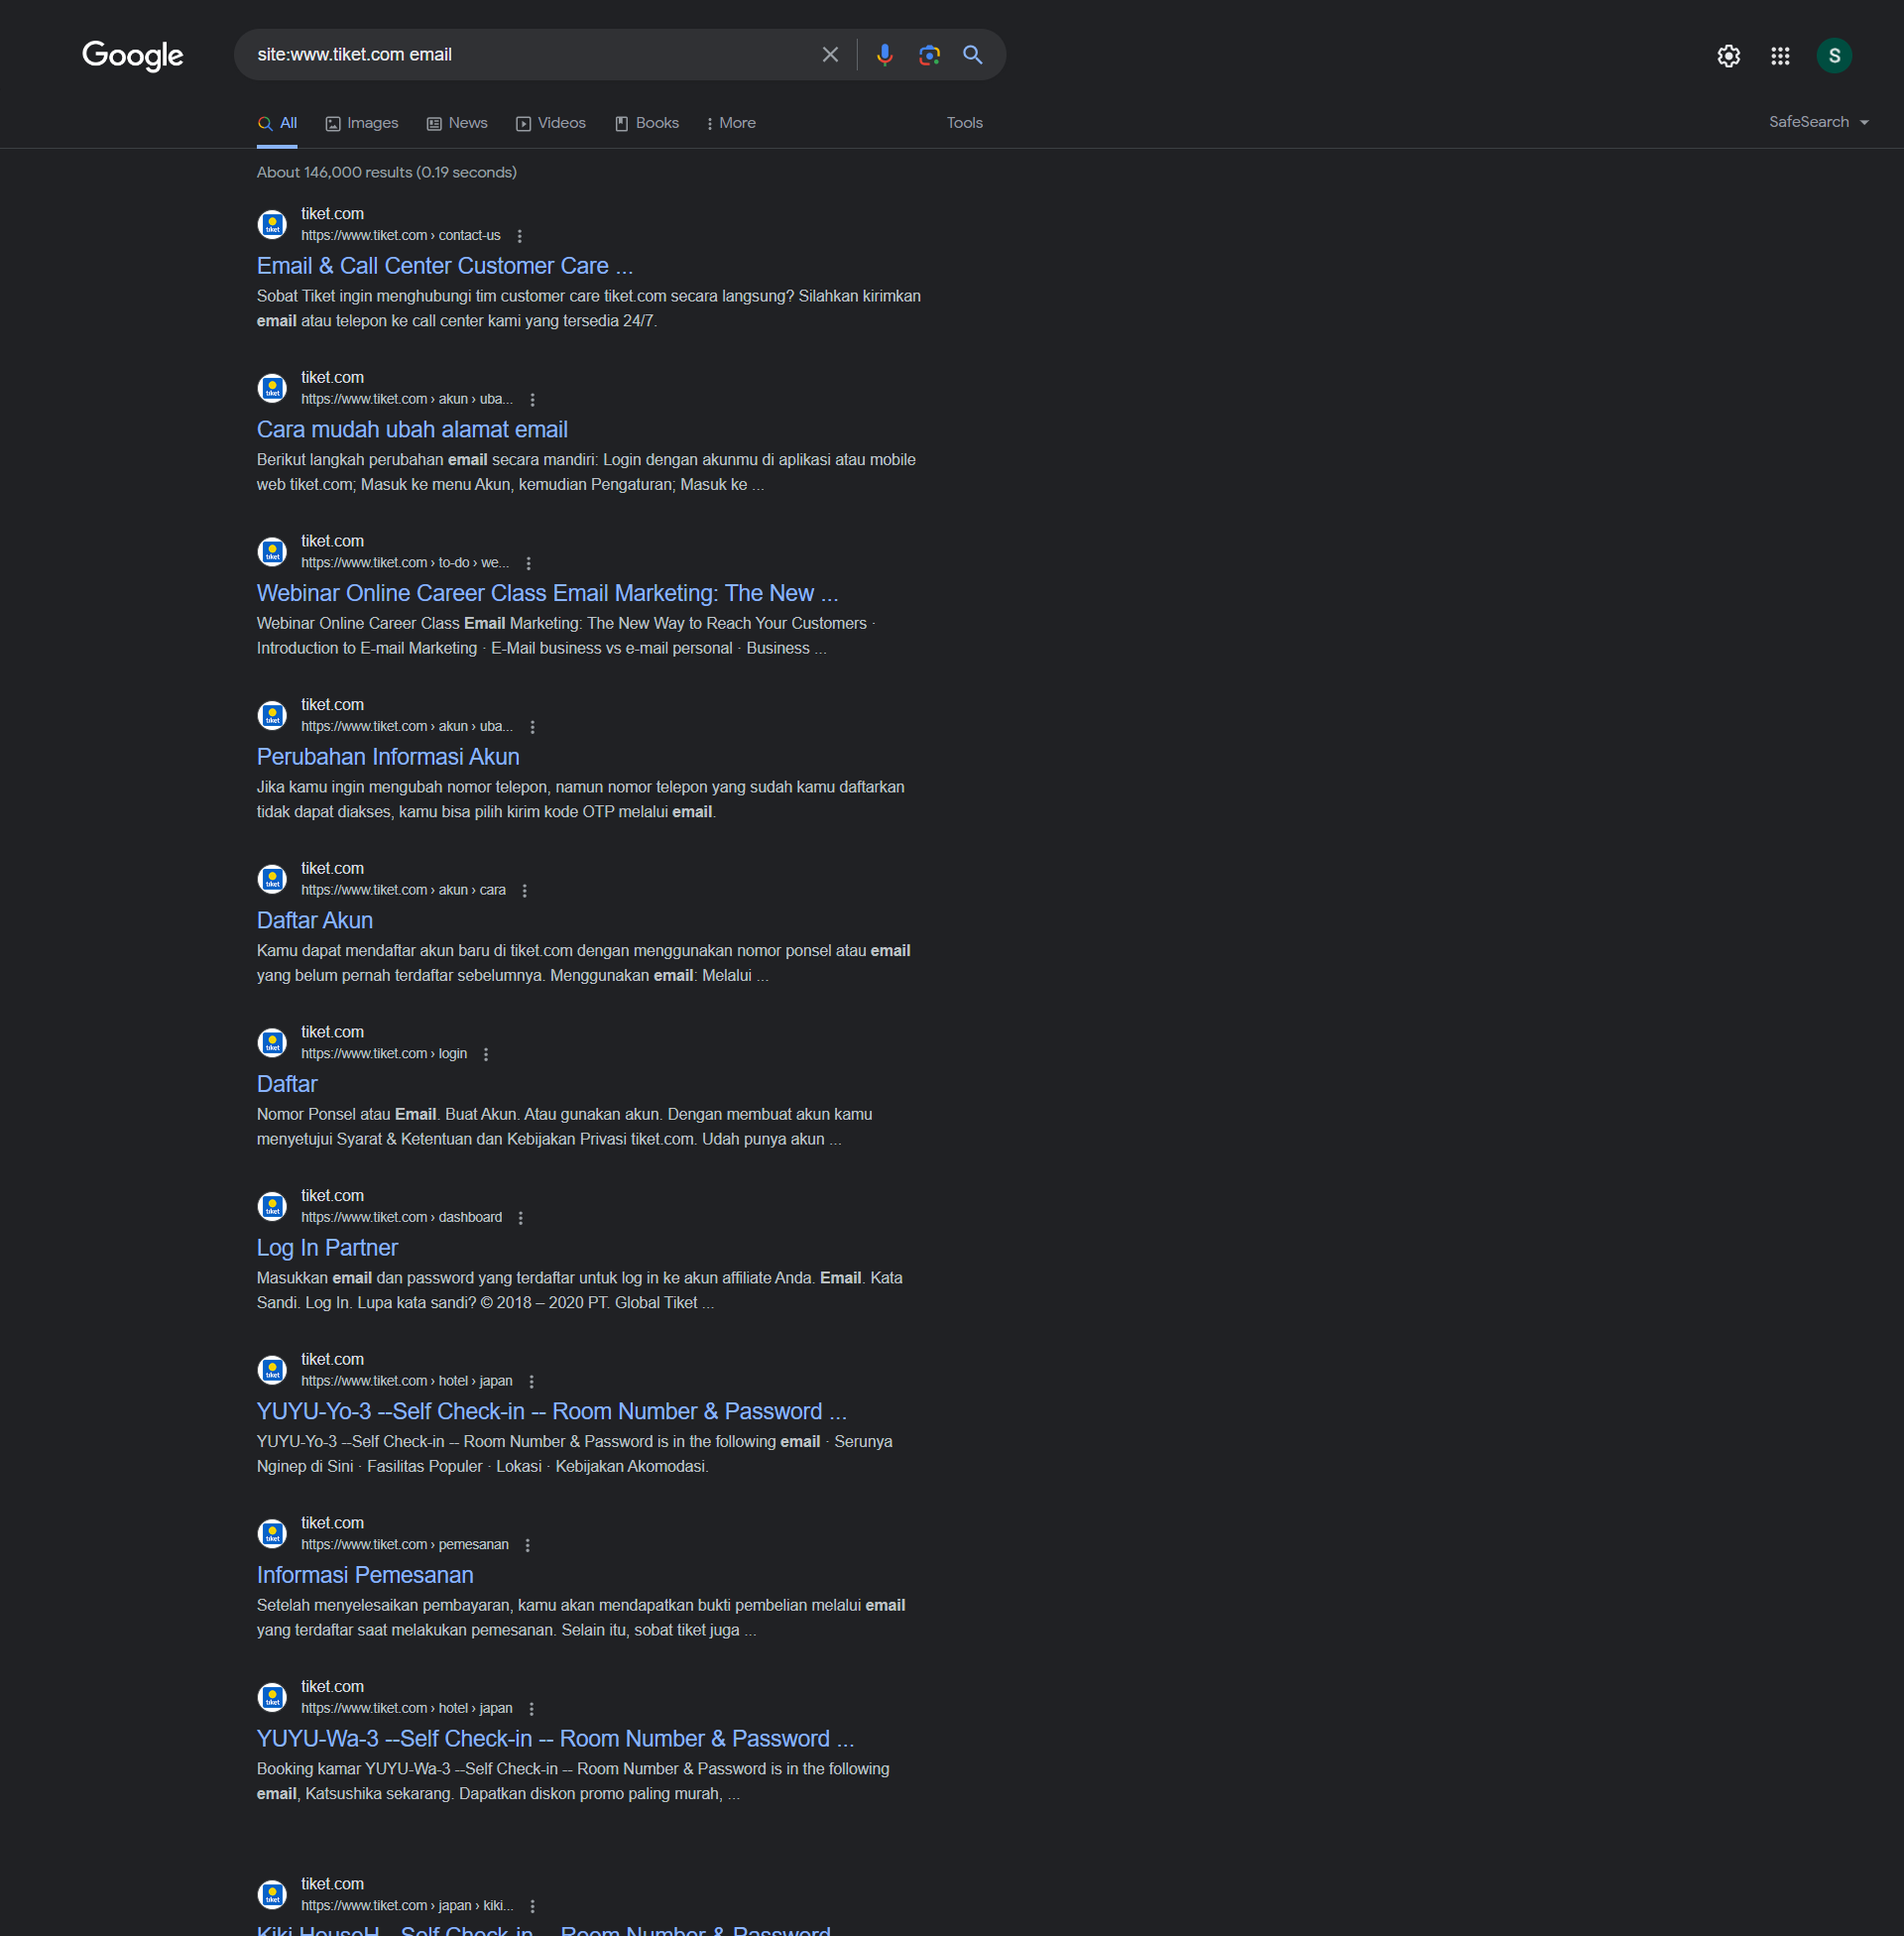 Google
site:www.tiket.com email
S
All Images News Videos Books More Tools SafeSearch
About 146,000 results (0.19 seconds)
tiket.com
https://www.tiket.com › contact-us
Email & Call Center Customer Care ...
Sobat Tiket ingin menghubungi tim customer care tiket.com secara langsung? Silahkan kirimkan
email atau telepon ke call center kami yang tersedia 24/7.
tiket.com
https://www.tiket.com › akun › uba...
Cara mudah ubah alamat email
Berikut langkah perubahan email secara mandiri: Login dengan akunmu di aplikasi atau mobile
web tiket.com; Masuk ke menu Akun, kemudian Pengaturan; Masuk ke ...
tiket.com
https://www.tiket.com › to-do › we...
Webinar Online Career Class Email Marketing: The New ...
Webinar Online Career Class Email Marketing: The New Way to Reach Your Customers ·
Introduction to E-mail Marketing · E-Mail business vs e-mail personal · Business ...
tiket.com
https://www.tiket.com › akun › uba...
Perubahan Informasi Akun
Jika kamu ingin mengubah nomor telepon, namun nomor telepon yang sudah kamu daftarkan
tidak dapat diakses, kamu bisa pilih kirim kode OTP melalui email.
tiket.com
https://www.tiket.com › akun › cara
Daftar Akun
Kamu dapat mendaftar akun baru di tiket.com dengan menggunakan nomor ponsel atau email
yang belum pernah terdaftar sebelumnya. Menggunakan email: Melalui ...
tiket.com
https://www.tiket.com › login
Daftar
Nomor Ponsel atau Email. Buat Akun. Atau gunakan akun. Dengan membuat akun kamu
menyetujui Syarat & Ketentuan dan Kebijakan Privasi tiket.com. Udah punya akun ...
tiket.com
https://www.tiket.com › dashboard
Log In Partner
Masukkan email dan password yang terdaftar untuk log in ke akun affiliate Anda. Email. Kata
Sandi. Log In. Lupa kata sandi? © 2018 – 2020 PT. Global Tiket ...
tiket.com
https://www.tiket.com › hotel › japan
YUYU-Yo-3 --Self Check-in -- Room Number & Password ...
YUYU-Yo-3 --Self Check-in -- Room Number & Password is in the following email · Serunya
Nginep di Sini · Fasilitas Populer · Lokasi · Kebijakan Akomodasi.
tiket.com
https://www.tiket.com › pemesanan
Informasi Pemesanan
Setelah menyelesaikan pembayaran, kamu akan mendapatkan bukti pembelian melalui email
yang terdaftar saat melakukan pemesanan. Selain itu, sobat tiket juga ...
tiket.com
https://www.tiket.com › hotel › japan
YUYU-Wa-3 --Self Check-in -- Room Number & Password ...
Booking kamar YUYU-Wa-3 --Self Check-in -- Room Number & Password is in the following
email, Katsushika sekarang. Dapatkan diskon promo paling murah, ...
tiket.com
https://www.tiket.com › japan › kiki...
Kiki HouseH --Self Check-in -- Room Number & Password